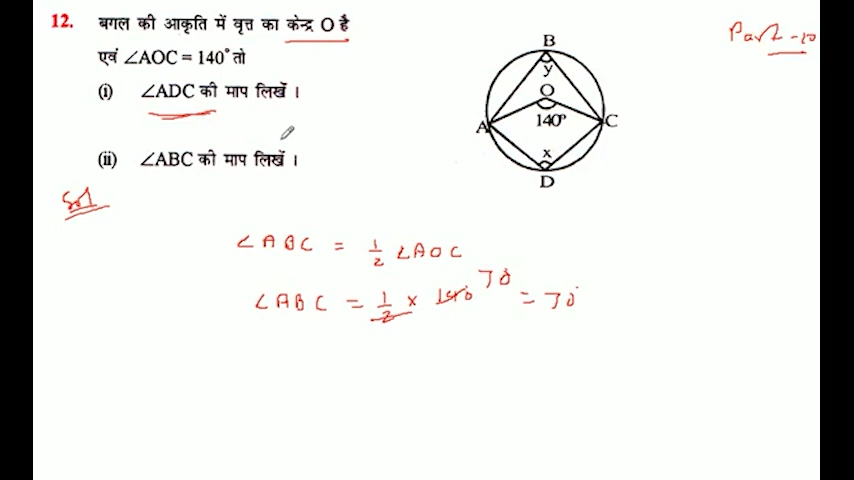 12. बगल की आकृति में वृत्त का केन्द्र O है
एवं ∠AOC = 140° तो
(i) ∠ADC की माप लिखें ।
(ii) ∠ABC की माप लिखें ।
Part -10
B
y
O
140°
A
C
x
D
Sol
∠ABC = 1/2 ∠AOC
∠ABC = 1/2 × 140° 70° = 70°